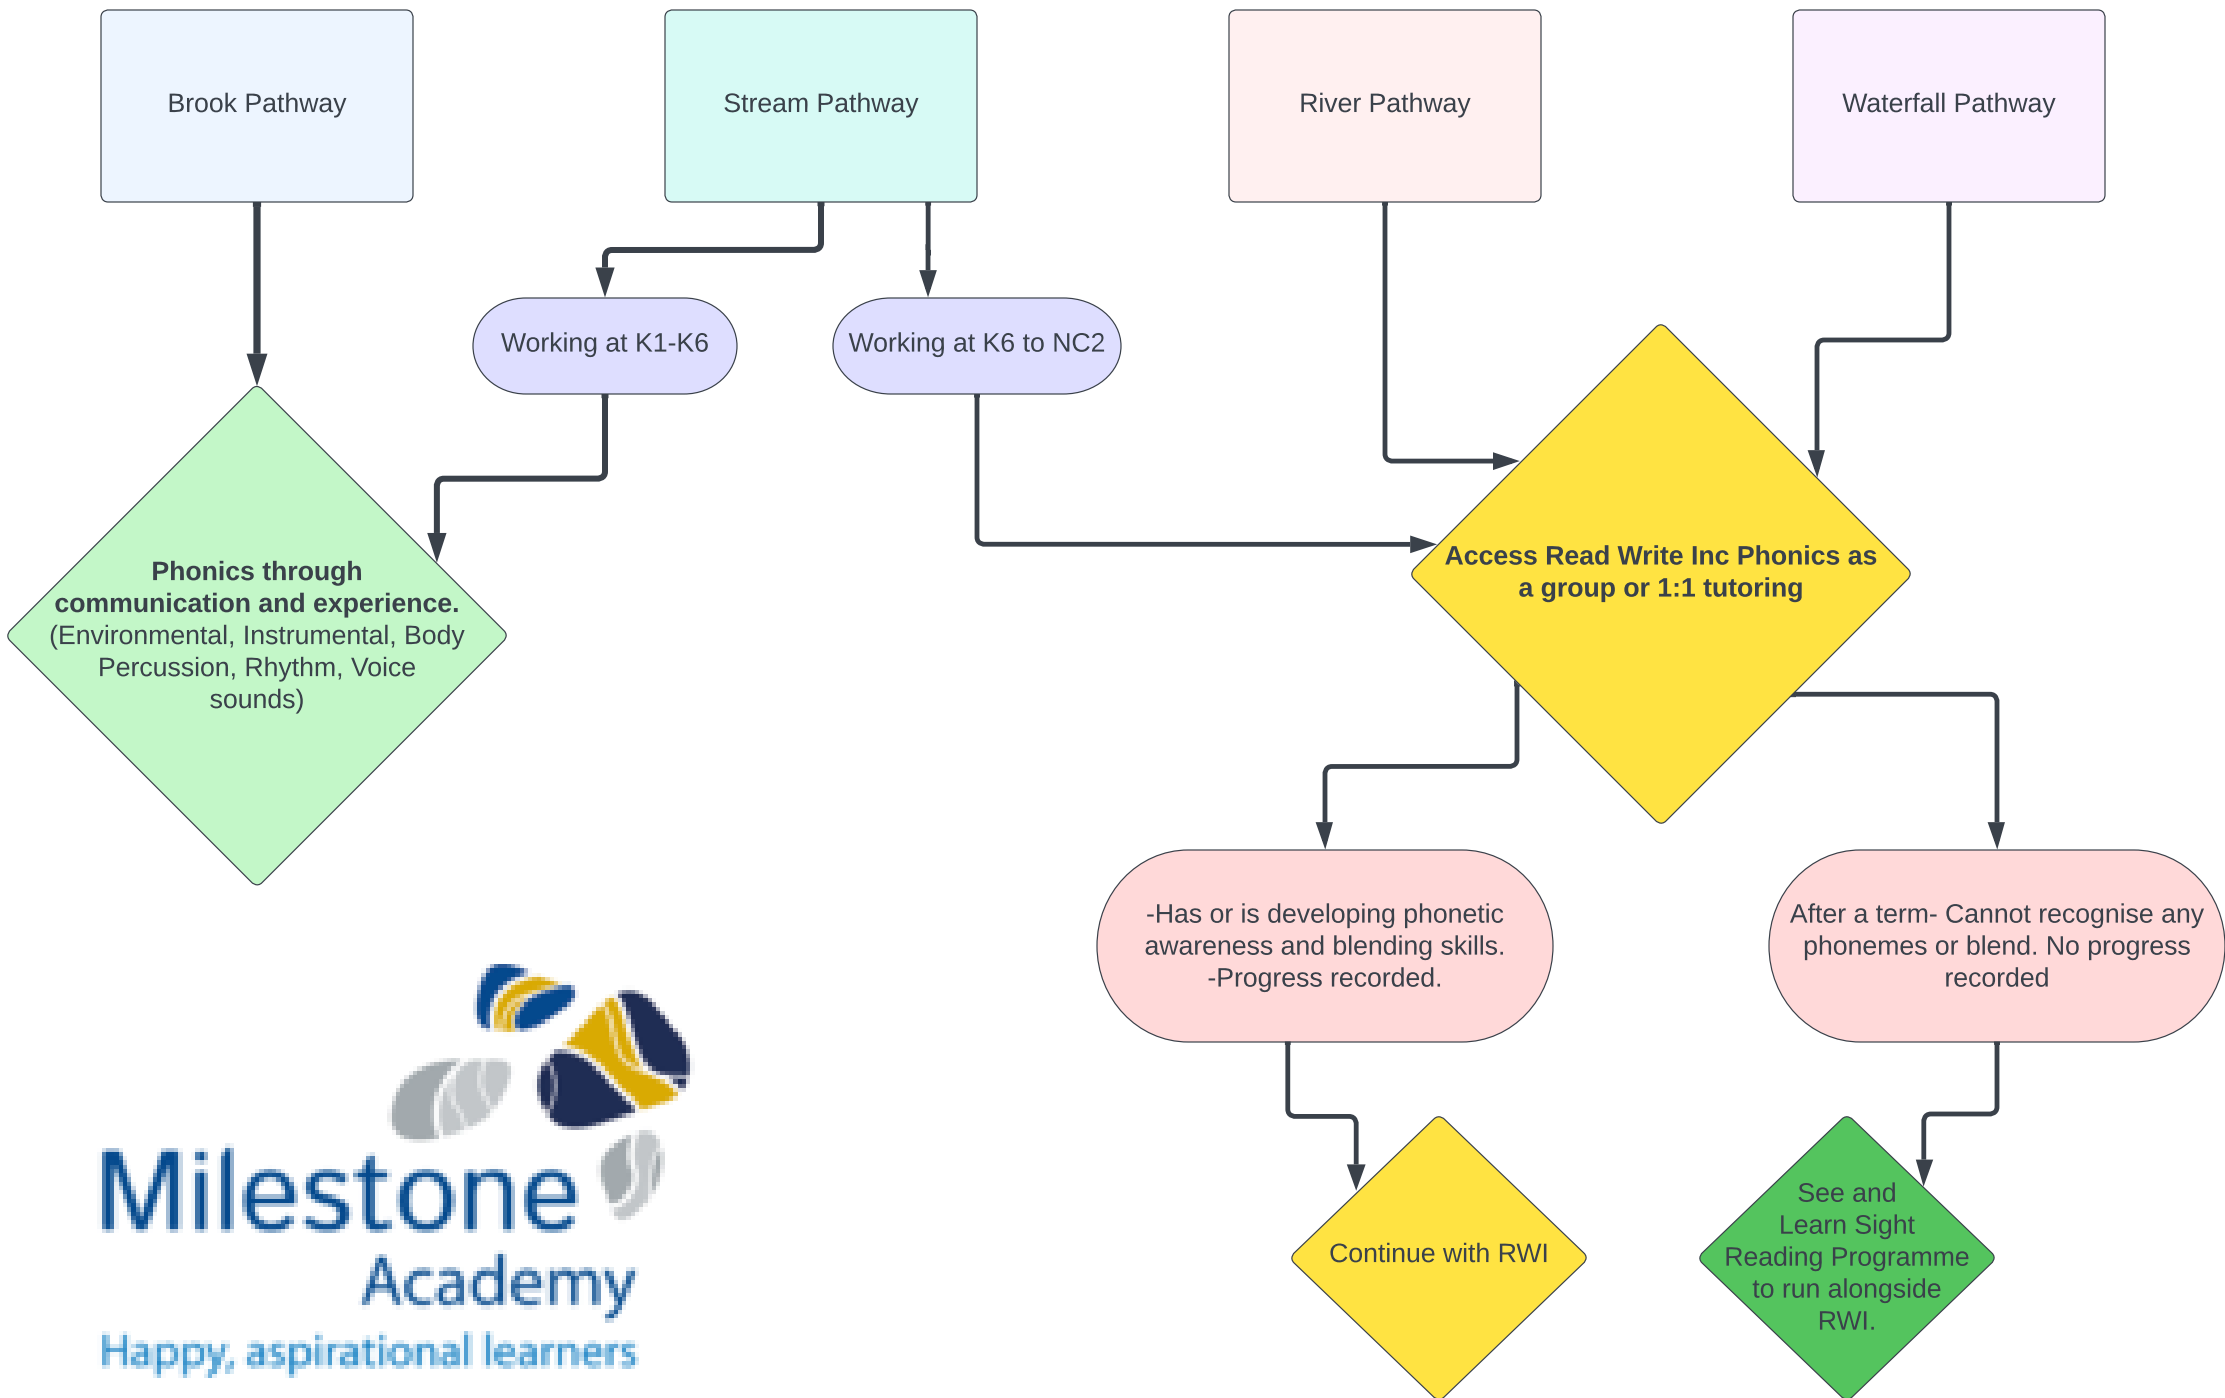 Brook Pathway
Stream Pathway
River Pathway
Waterfall Pathway
Working at K1-K6
Working at K6 to NC2
Phonics through
communication and experience.
(Environmental, Instrumental, Body
Percussion, Rhythm, Voice
sounds)
Access Read Write Inc Phonics as
a group or 1:1 tutoring
-Has or is developing phonetic
awareness and blending skills.
-Progress recorded.
After a term- Cannot recognise any
phonemes or blend. No progress
recorded
Continue with RWI
See and
Learn Sight
Reading Programme
to run alongside
RWI.
Milestone
Academy
Happy, aspirational learners